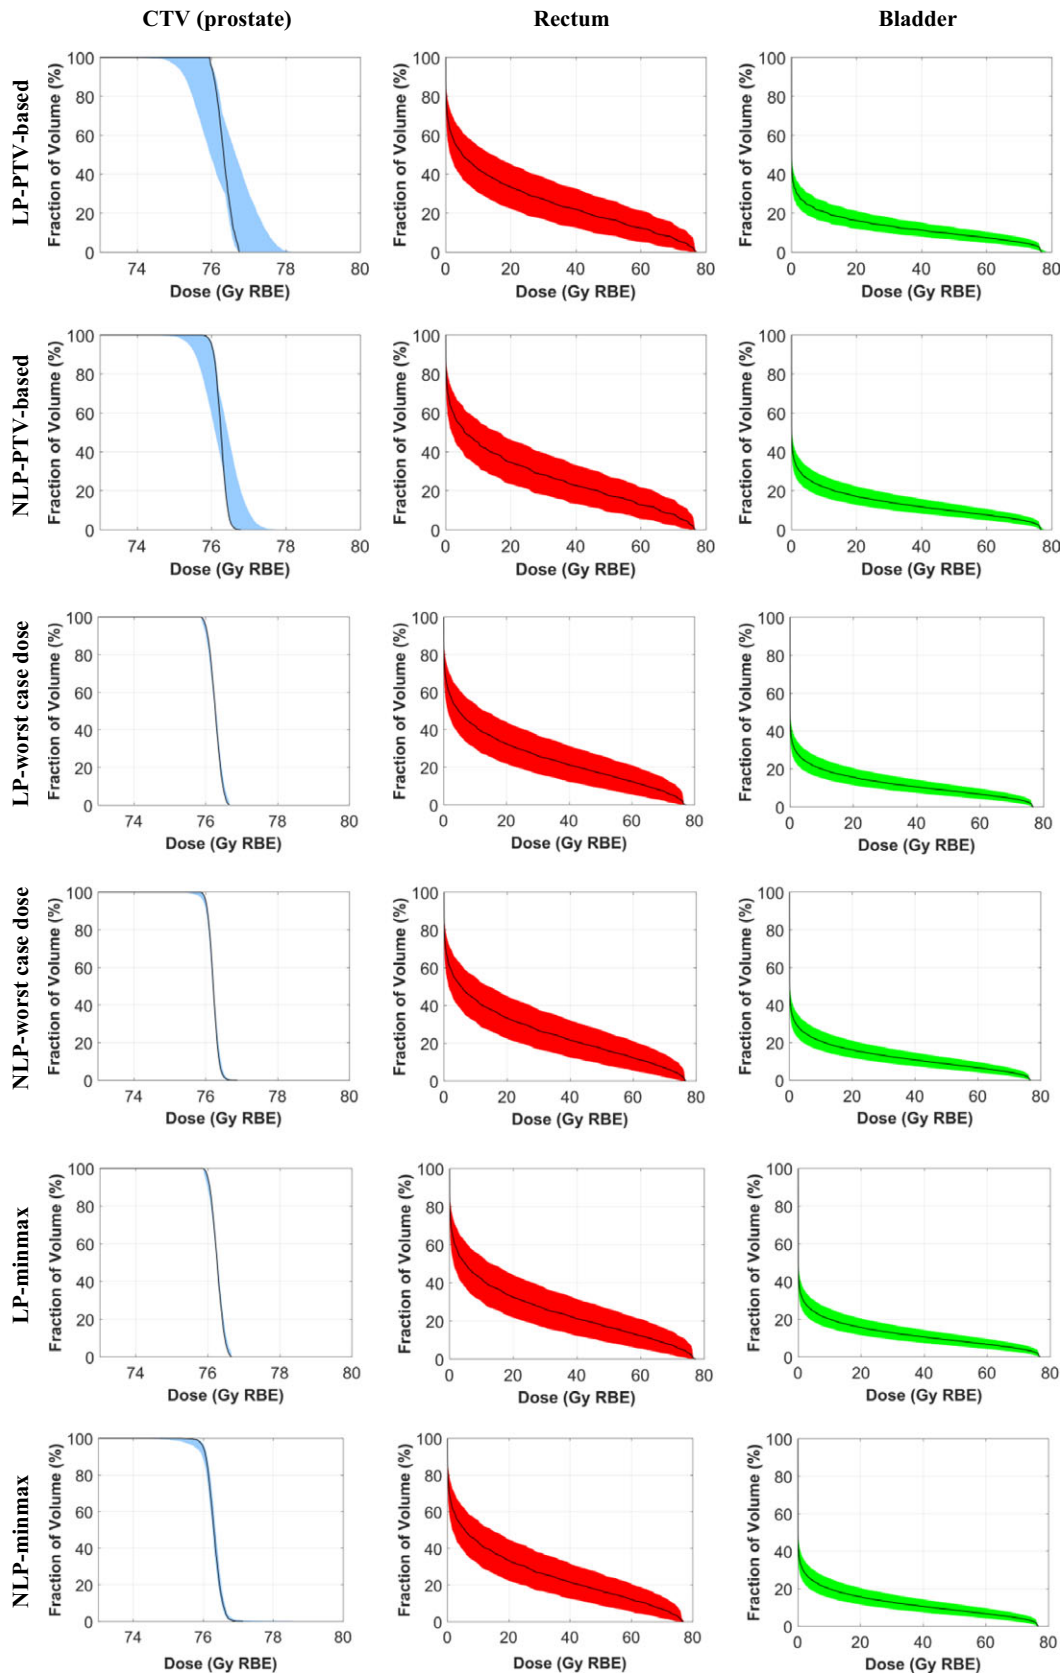 CTV (prostate) Rectum Bladder
LP-PTV-based
Fraction of Volume (%)
100
80
60
40
20
0
74 76 78 80
Dose (Gy RBE)
Fraction of Volume (%)
100
80
60
40
20
0
0 20 40 60 80
Dose (Gy RBE)
Fraction of Volume (%)
100
80
60
40
20
0
0 20 40 60 80
Dose (Gy RBE)
NLP-PTV-based
Fraction of Volume (%)
100
80
60
40
20
0
74 76 78 80
Dose (Gy RBE)
Fraction of Volume (%)
100
80
60
40
20
0
0 20 40 60 80
Dose (Gy RBE)
Fraction of Volume (%)
100
80
60
40
20
0
0 20 40 60 80
Dose (Gy RBE)
LP-worst case dose
Fraction of Volume (%)
100
80
60
40
20
0
74 76 78 80
Dose (Gy RBE)
Fraction of Volume (%)
100
80
60
40
20
0
0 20 40 60 80
Dose (Gy RBE)
Fraction of Volume (%)
100
80
60
40
20
0
0 20 40 60 80
Dose (Gy RBE)
NLP-worst case dose
Fraction of Volume (%)
100
80
60
40
20
0
74 76 78 80
Dose (Gy RBE)
Fraction of Volume (%)
100
80
60
40
20
0
0 20 40 60 80
Dose (Gy RBE)
Fraction of Volume (%)
100
80
60
40
20
0
0 20 40 60 80
Dose (Gy RBE)
LP-minmax
Fraction of Volume (%)
100
80
60
40
20
0
74 76 78 80
Dose (Gy RBE)
Fraction of Volume (%)
100
80
60
40
20
0
0 20 40 60 80
Dose (Gy RBE)
Fraction of Volume (%)
100
80
60
40
20
0
0 20 40 60 80
Dose (Gy RBE)
NLP-minmax
Fraction of Volume (%)
100
80
60
40
20
0
74 76 78 80
Dose (Gy RBE)
Fraction of Volume (%)
100
80
60
40
20
0
0 20 40 60 80
Dose (Gy RBE)
Fraction of Volume (%)
100
80
60
40
20
0
0 20 40 60 80
Dose (Gy RBE)